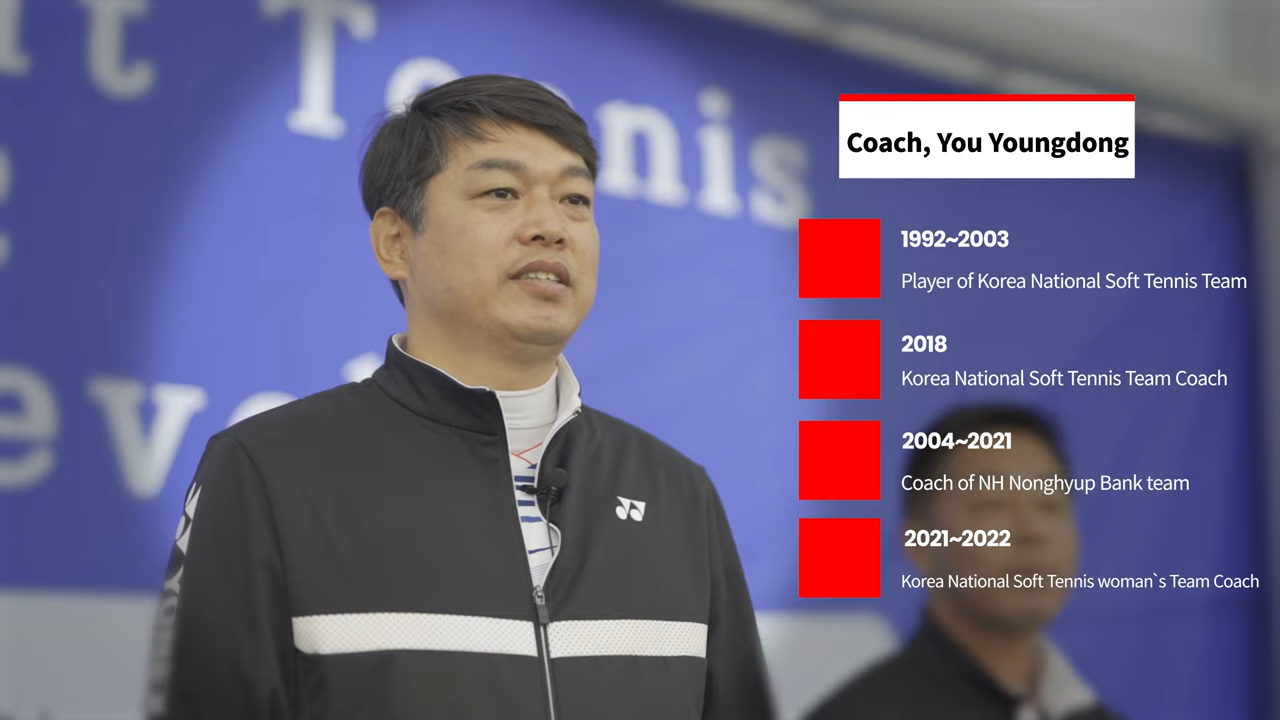 Tennis
Coach, You Youngdong
1992~2003
Player of Korea National Soft Tennis Team
2018
Korea National Soft Tennis Team Coach
2004~2021
Coach of NH Nonghyup Bank team
2021~2022
Korea National Soft Tennis woman`s Team Coach